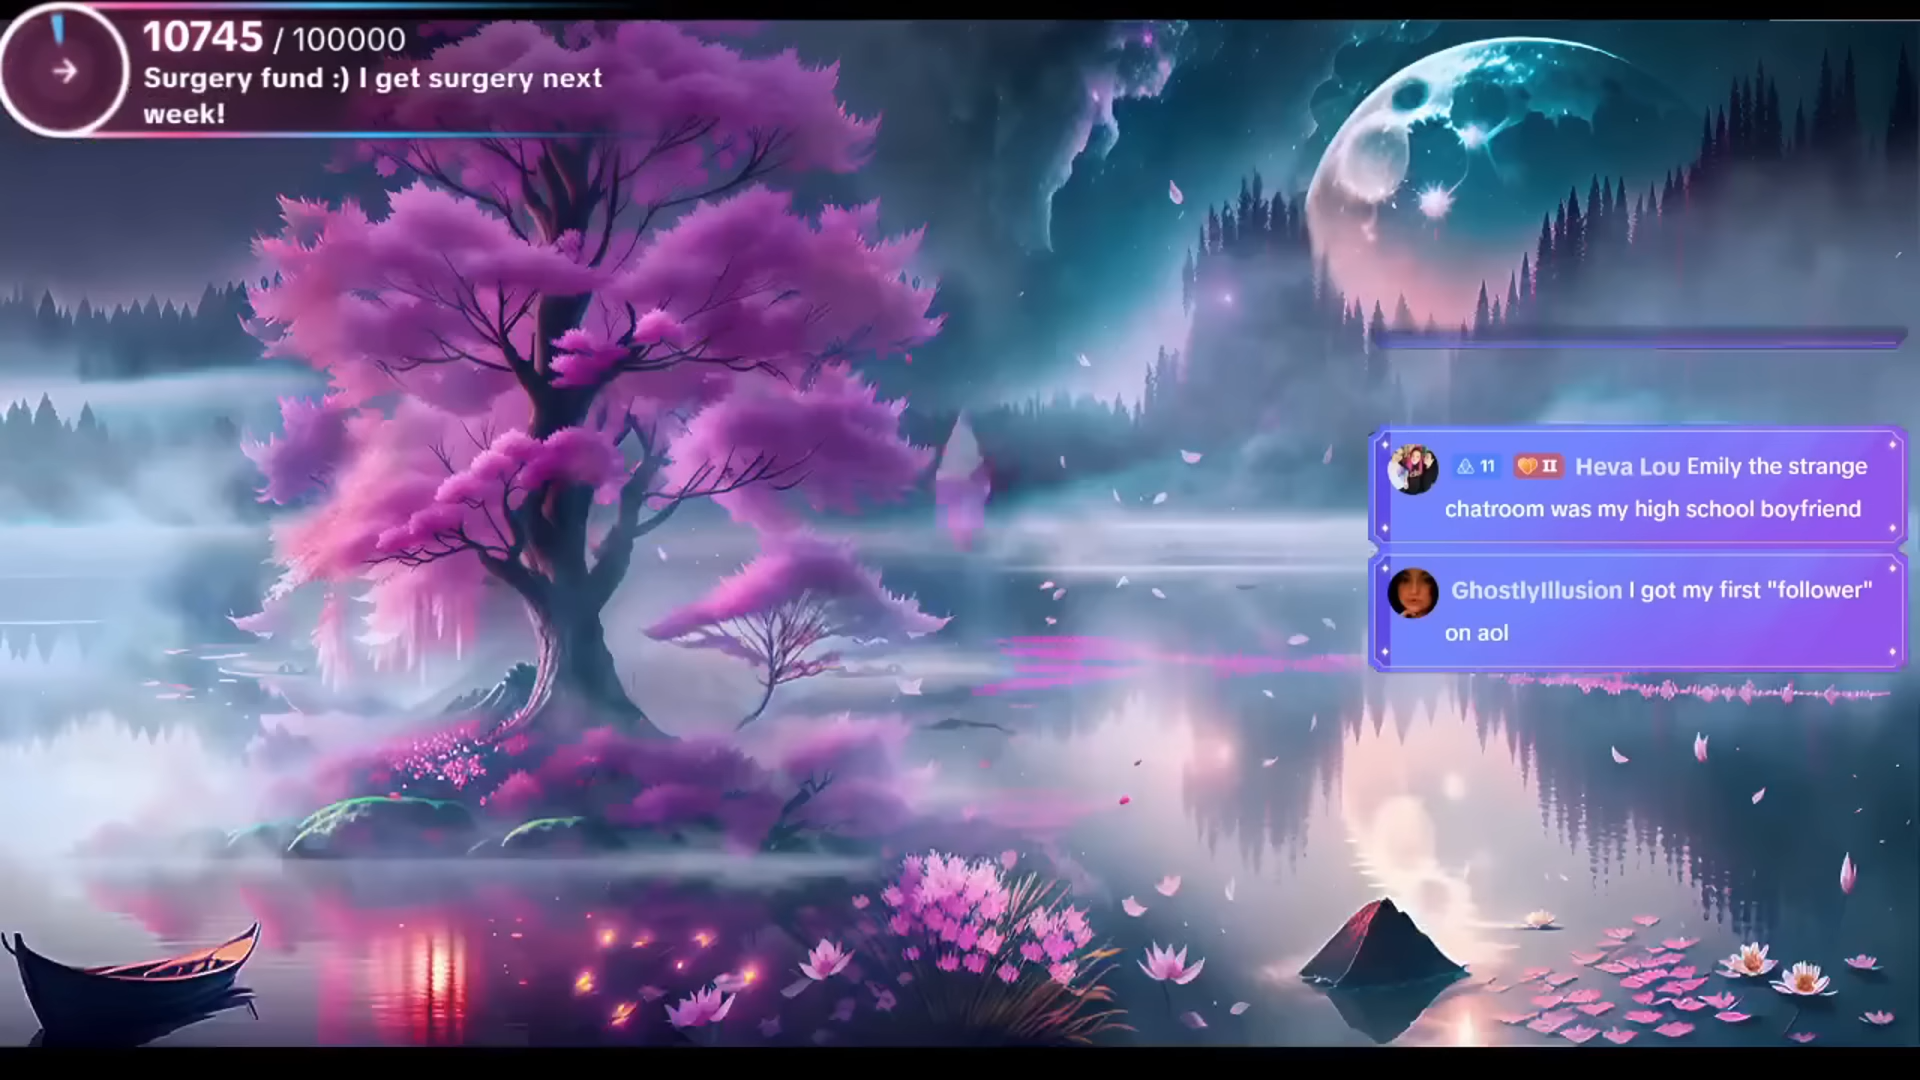 10745 / 100000
Surgery fund :) I get surgery next
week!
11 II Heva Lou Emily the strange
chatroom was my high school boyfriend
GhostlyIllusion I got my first "follower"
on aol